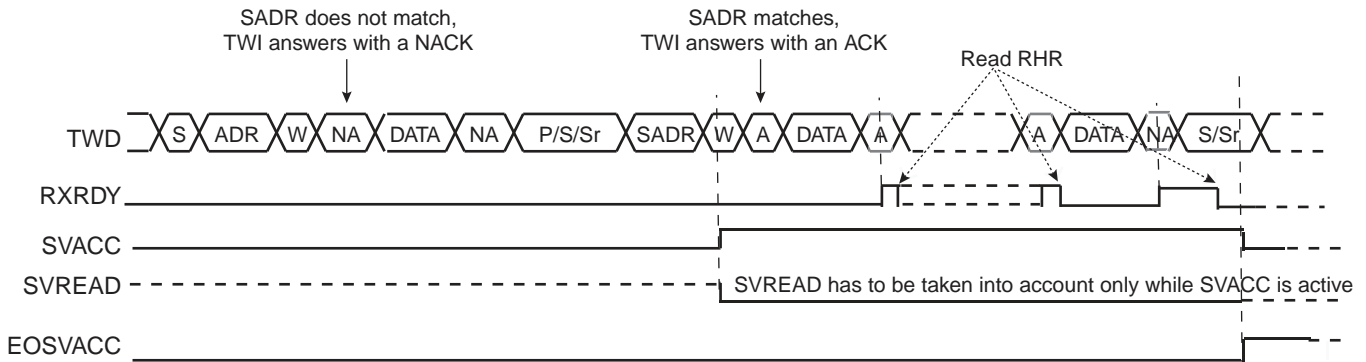 SADR does not match,
TWI answers with a NACK
SADR matches,
TWI answers with an ACK
Read RHR
TWD S ADR W NA DATA NA P/S/Sr SADR W A DATA A A DATA NA S/Sr
RXRDY
SVACC
SVREAD SVREAD has to be taken into account only while SVACC is active
EOSVACC